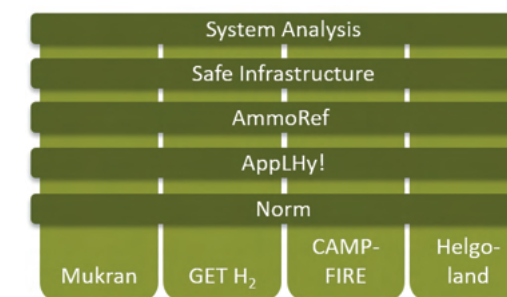 System Analysis
Safe Infrastructure
AmmoRef
AppLHy!
Norm
Mukran
GET H₂
CAMP-
FIRE
Helgo-
land